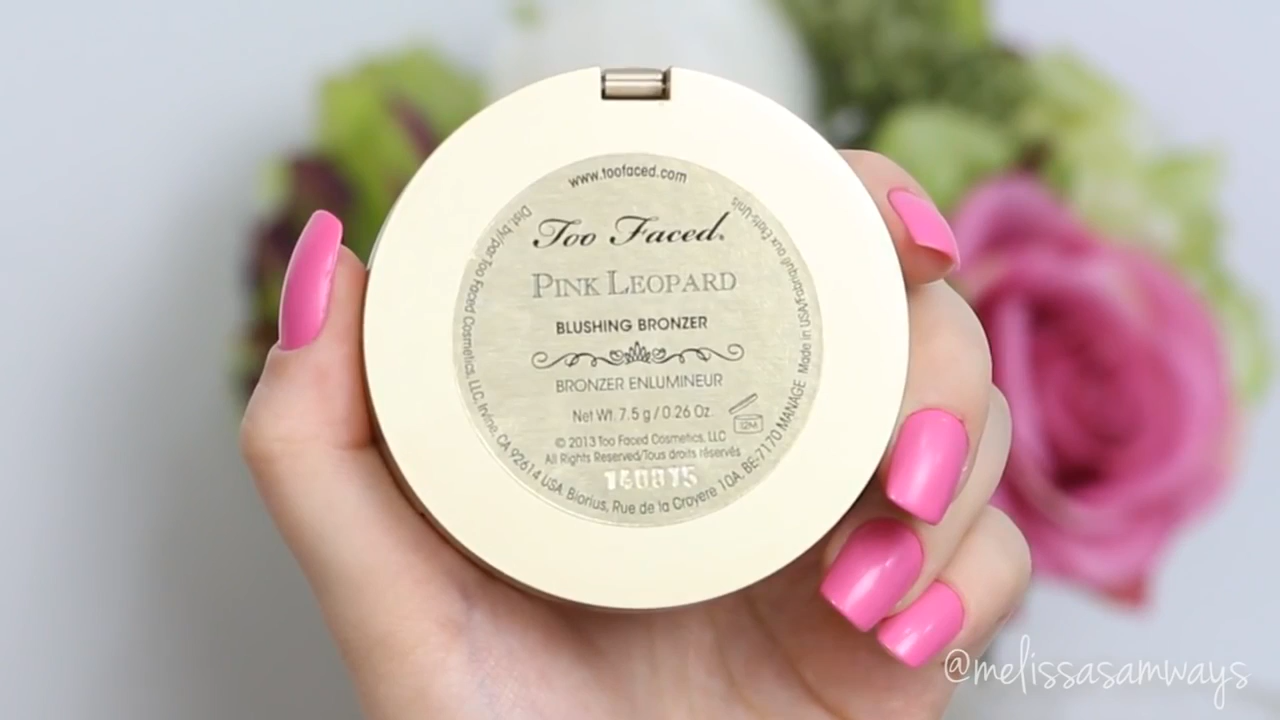 www.toofaced.com
Too Faced.
PINK LEOPARD
BLUSHING BRONZER
BRONZER ENLUMINEUR
Net Wt. 7.5 g / 0.26 Oz.
12M
© 2013 Too Faced Cosmetics, LLC
All Rights Reserved/Tous droits réservés
Dist. by/par Too Faced Cosmetics, LLC, Irvine, CA 92614 USA. Biorius, Rue de la Croyere 10A, BE-7170 MANAGE Made in USA/Fabriqué aux États-Unis
@melissasamways